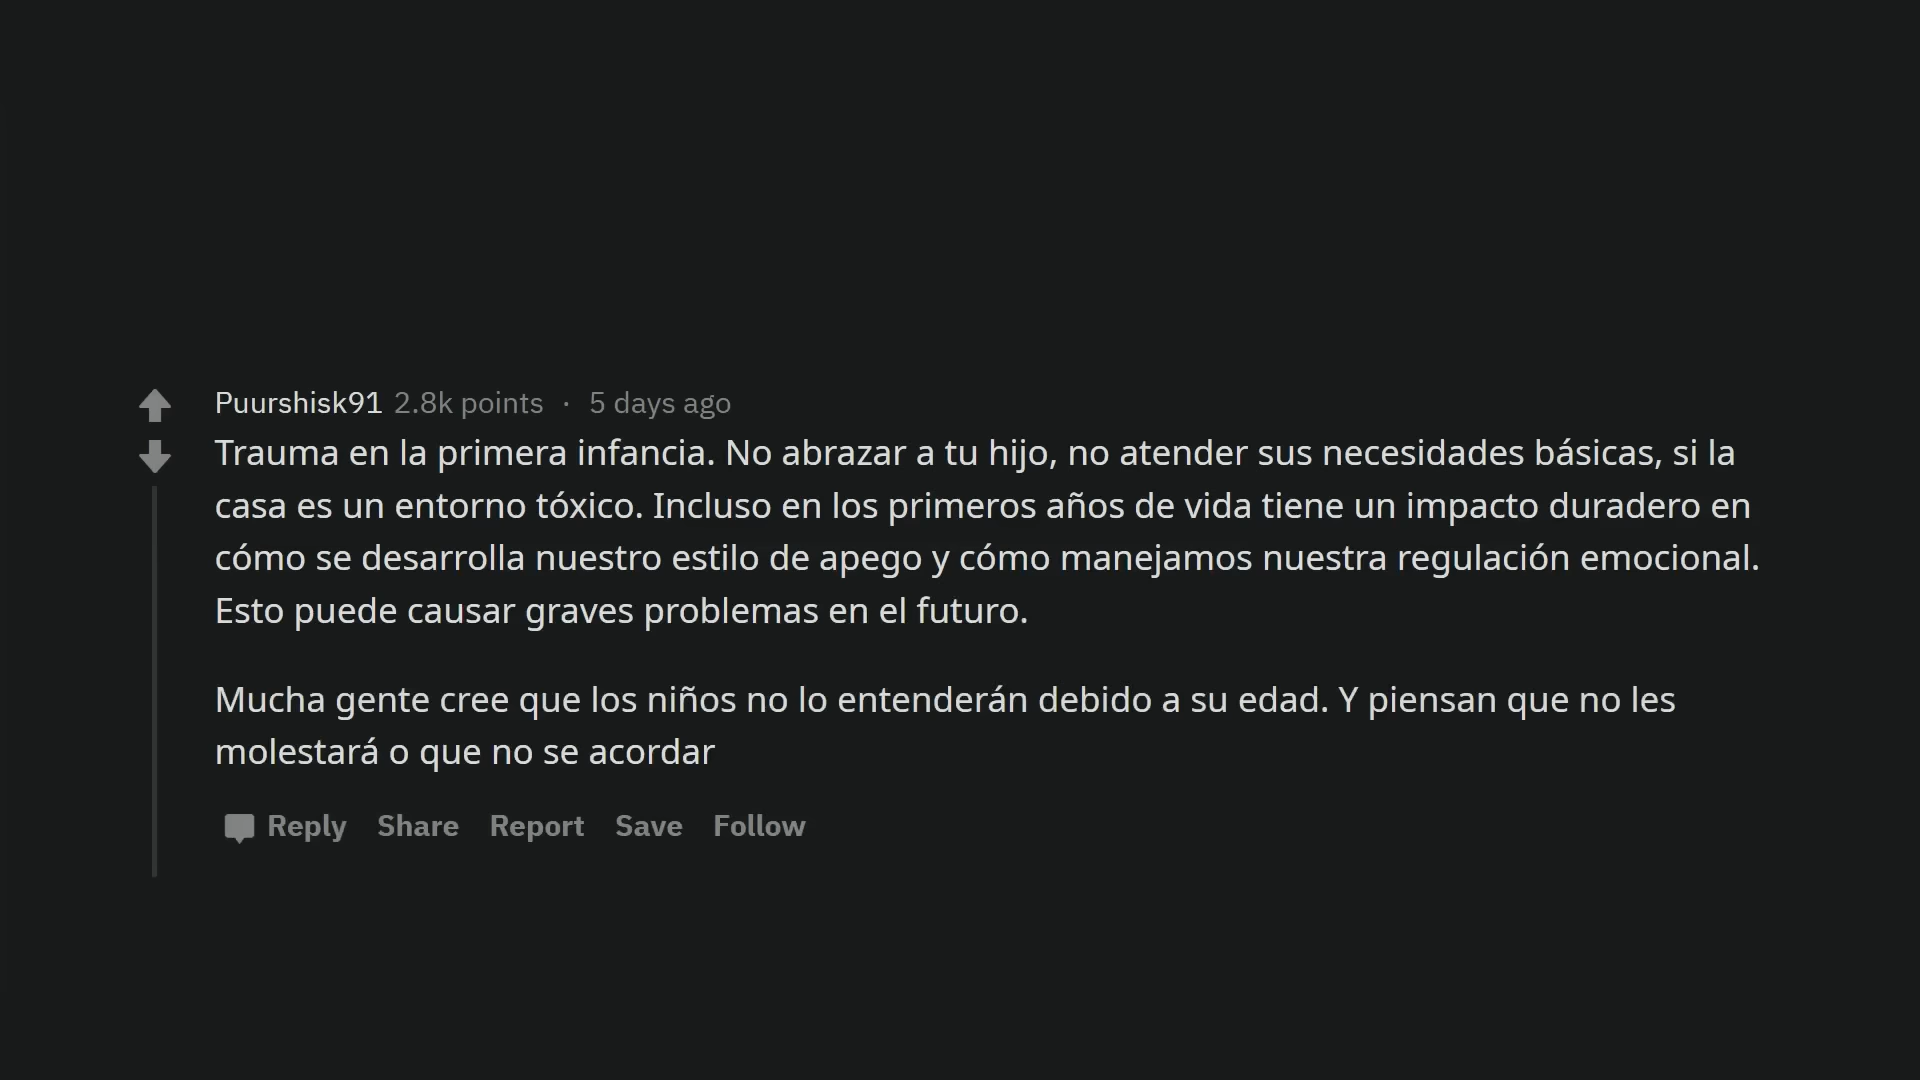 Puurshisk91 2.8k points · 5 days ago
Trauma en la primera infancia. No abrazar a tu hijo, no atender sus necesidades básicas, si la
casa es un entorno tóxico. Incluso en los primeros años de vida tiene un impacto duradero en
cómo se desarrolla nuestro estilo de apego y cómo manejamos nuestra regulación emocional.
Esto puede causar graves problemas en el futuro.
Mucha gente cree que los niños no lo entenderán debido a su edad. Y piensan que no les
molestará o que no se acordar
Reply Share Report Save Follow